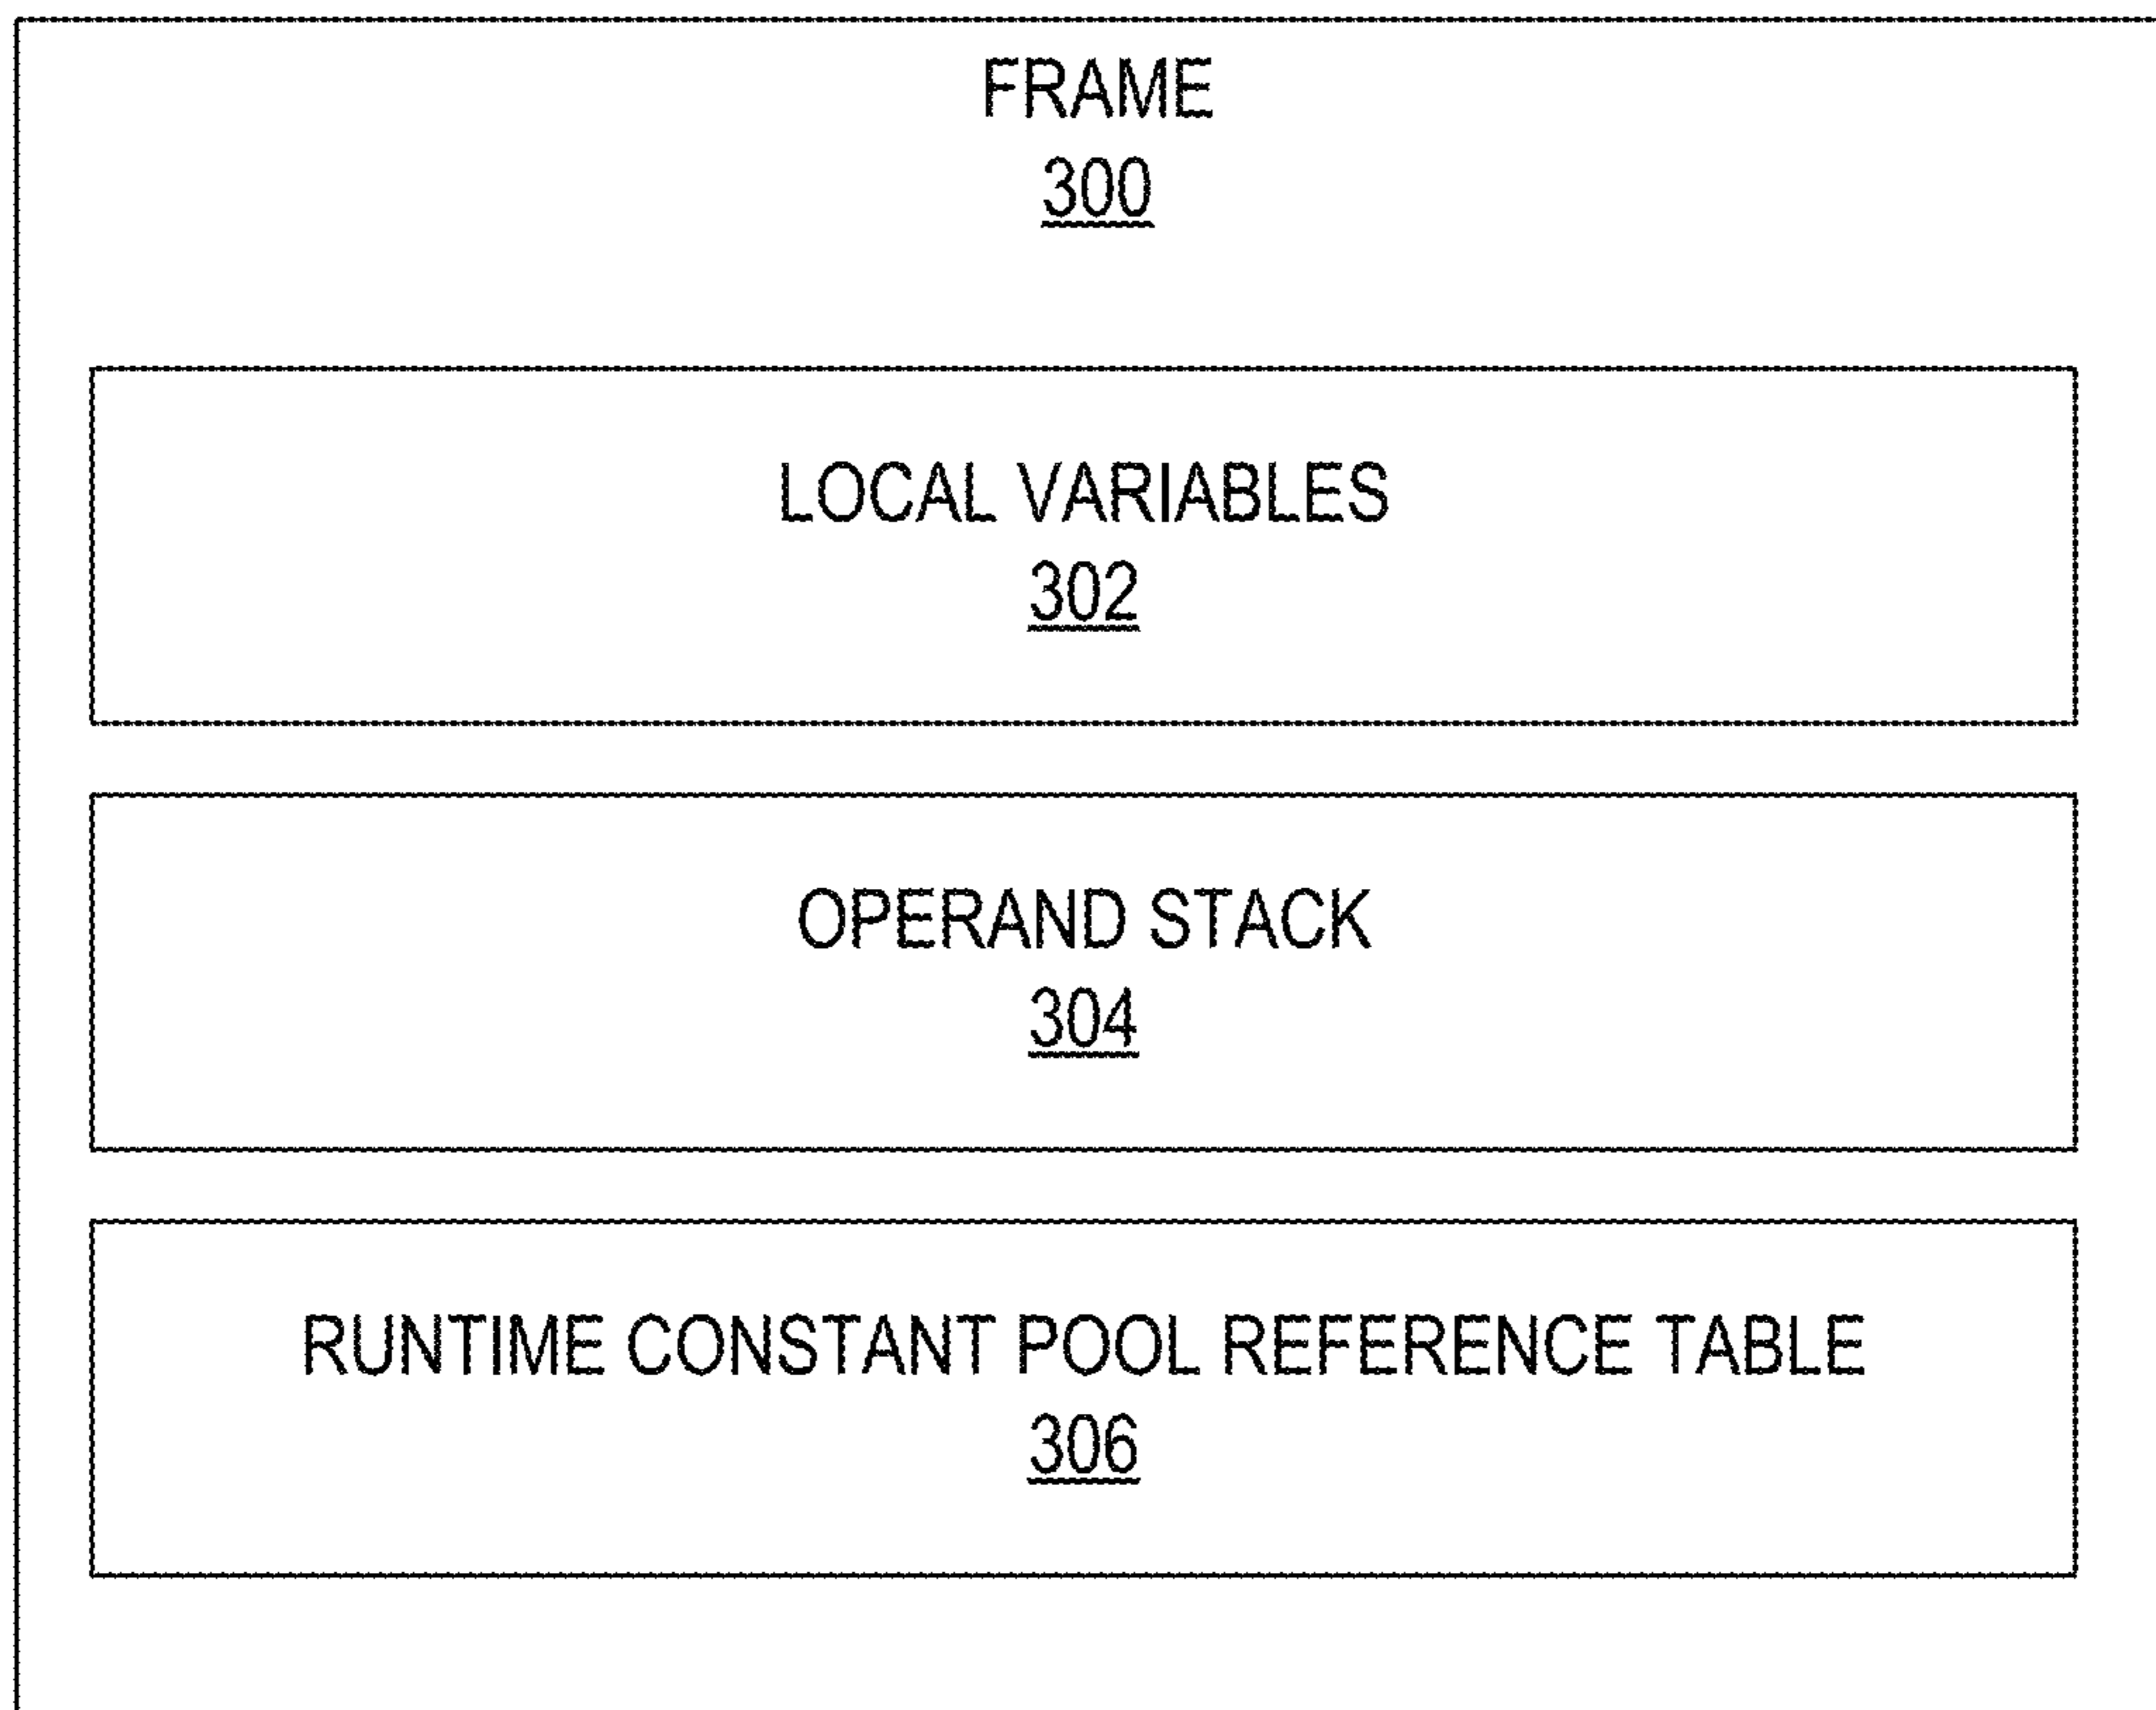 FRAME
300
LOCAL VARIABLES
302
OPERAND STACK
304
RUNTIME CONSTANT POOL REFERENCE TABLE
306